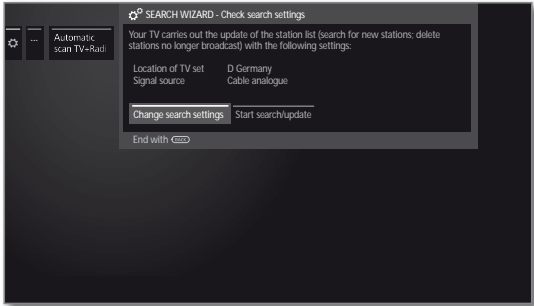 SEARCH WIZARD - Check search settings
... Automatic
scan TV+Radi
Your TV carries out the update of the station list (search for new stations; delete
stations no longer broadcast) with the following settings:
Location of TV set D Germany
Signal source Cable analogue
Change search settings Start search/update
End with BACK